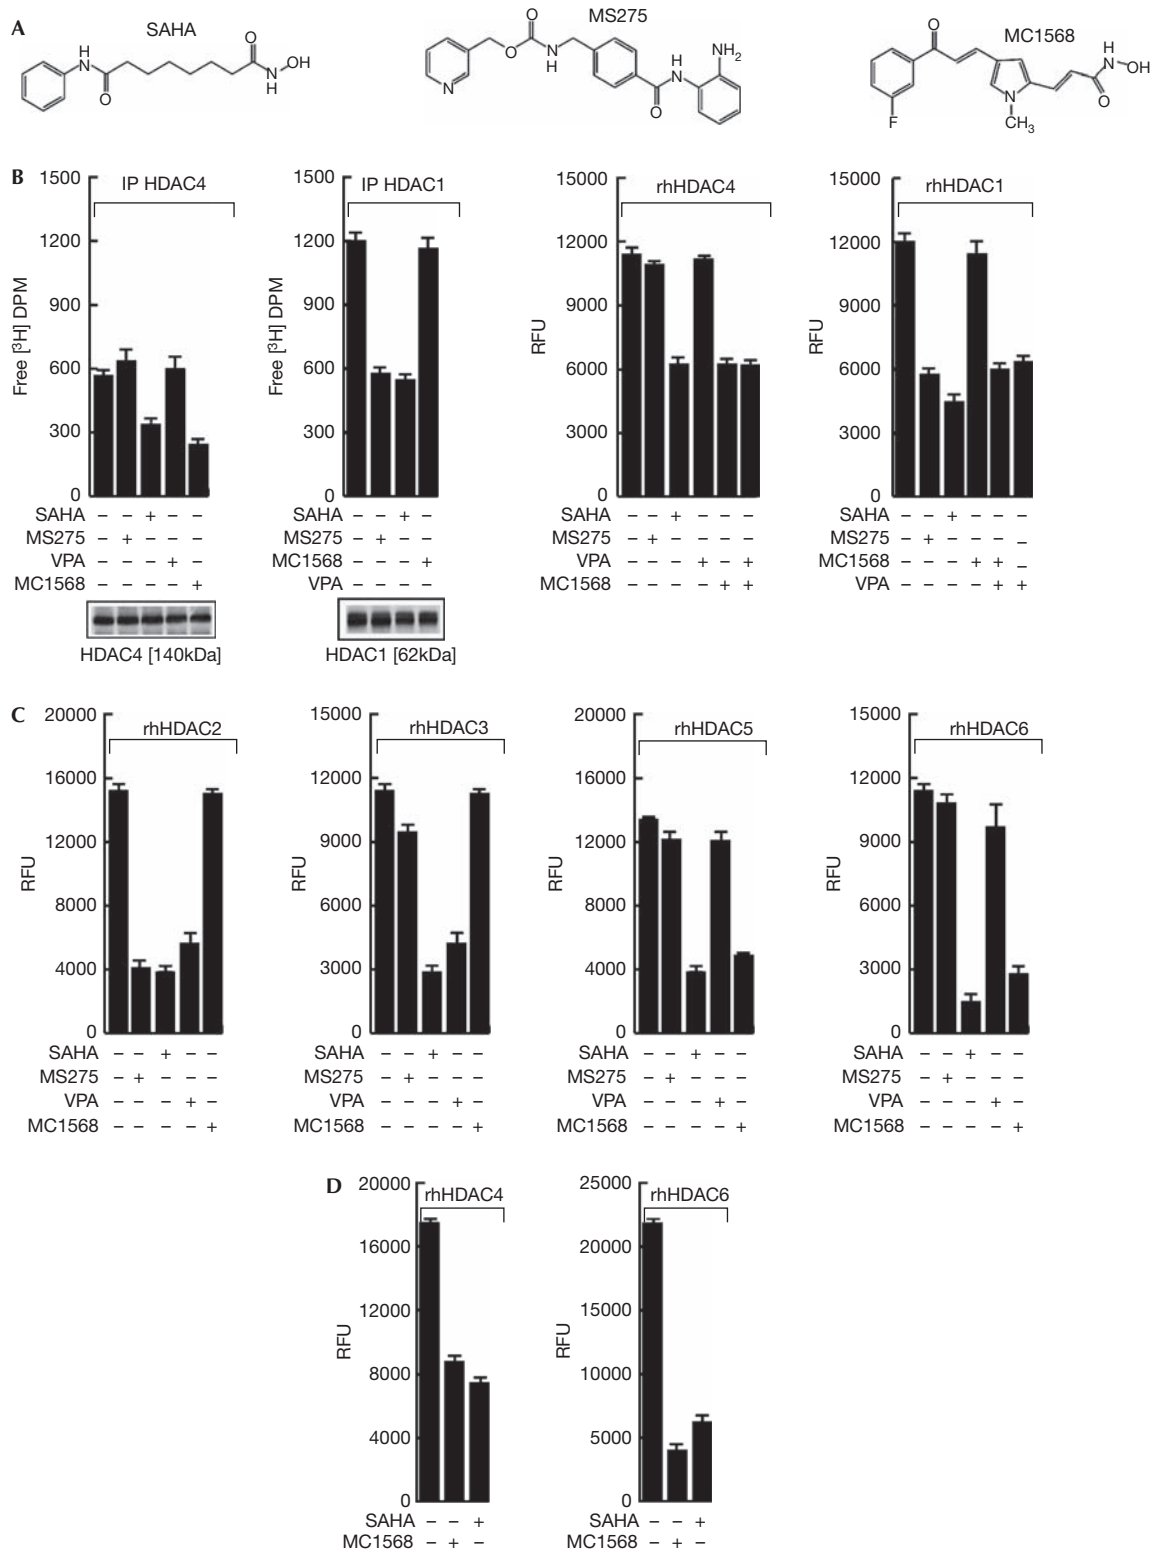 A
SAHA
H
N
O
O
N
H
OH
MS275
N
O
O
N
H
O
H
N
NH2
MC1568
O
F
N
CH3
O
H
N
OH
B
IP HDAC4
Free [3H] DPM
1500
1200
900
600
300
0
SAHA – – + – –
MS275 – + – – –
VPA – – – + –
MC1568 – – – – +
HDAC4 [140kDa]
IP HDAC1
Free [3H] DPM
1500
1200
900
600
300
0
SAHA – – + –
MS275 – + – –
MC1568 – – – +
VPA – – – –
HDAC1 [62kDa]
rhHDAC4
RFU
15000
12000
9000
6000
3000
0
SAHA – – + – – –
MS275 – + – – – –
VPA – – – + – +
MC1568 – – – – + +
rhHDAC1
RFU
15000
12000
9000
6000
3000
0
SAHA – – + – – –
MS275 – + – – – –
MC1568 – – – + + –
VPA – – – – + +
C
rhHDAC2
RFU
20000
16000
12000
8000
4000
0
SAHA – – + – –
MS275 – + – – –
VPA – – – + –
MC1568 – – – – +
rhHDAC3
RFU
15000
12000
9000
6000
3000
0
SAHA – – + – –
MS275 – + – – –
VPA – – – + –
MC1568 – – – – +
rhHDAC5
RFU
20000
16000
12000
8000
4000
0
SAHA – – + – –
MS275 – + – – –
VPA – – – + –
MC1568 – – – – +
rhHDAC6
RFU
15000
12000
9000
6000
3000
0
SAHA – – + – –
MS275 – + – – –
VPA – – – + –
MC1568 – – – – +
D
rhHDAC4
RFU
20000
16000
12000
8000
4000
0
SAHA – – +
MC1568 – + –
rhHDAC6
RFU
25000
20000
15000
10000
5000
0
SAHA – – +
MC1568 – + –